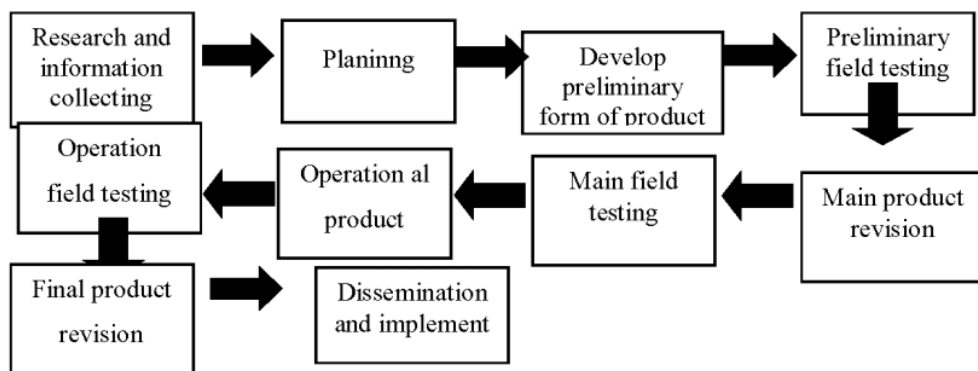 Research and
information
collecting
Planinng
Develop
preliminary
form of product
Preliminary
field testing
Main product
revision
Main field
testing
Operation al
product
Operation
field testing
Final product
revision
Dissemination
and implement